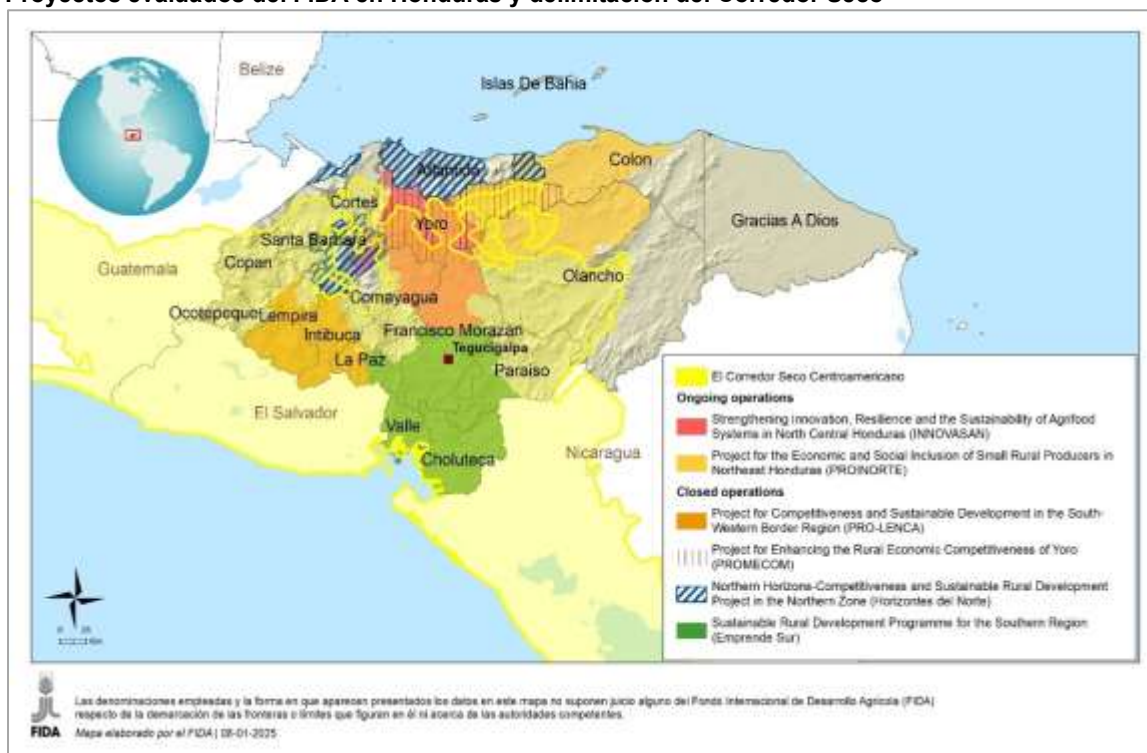 Proyectos evaluados del FIDA en Honduras y delimitación del Corredor Seco
Belize
Islas De Bahia
Atlantida
Colon
Cortes
Yoro
Gracias A Dios
Santa Barbara
Guatemala
Copan
Olancho
Comayagua
Ocotepeque
Lempira
Francisco Morazan
Intibuca
Tegucigalpa
La Paz
Paraiso
El Salvador
Valle
Nicaragua
Choluteca
El Corredor Seco Centroamericano
Ongoing operations
Strengthening Innovation, Resilience and the Sustainability of Agrifood
Systems in North Central Honduras (INNOVASAN)
Project for the Economic and Social Inclusion of Small Rural Producers in
Northeast Honduras (PROINORTE)
Closed operations
Project for Competitiveness and Sustainable Development in the South-
Western Border Region (PRO-LENCA)
Project for Enhancing the Rural Economic Competitiveness of Yoro
(PROMECOM)
Northern Horizons-Competitiveness and Sustainable Rural Development
Project in the Northern Zone (Horizontes del Norte)
Sustainable Rural Development Programme for the Southern Region
(Emprende Sur)
Las denominaciones empleadas y la forma en que aparecen presentados los datos en este mapa no suponen juicio alguno del Fondo Internacional de Desarrollo Agrícola (FIDA)
respecto de la demarcación de las fronteras o límites que figuran en él ni acerca de las autoridades competentes.
FIDA
Mapa elaborado por el FIDA | 08-01-2025